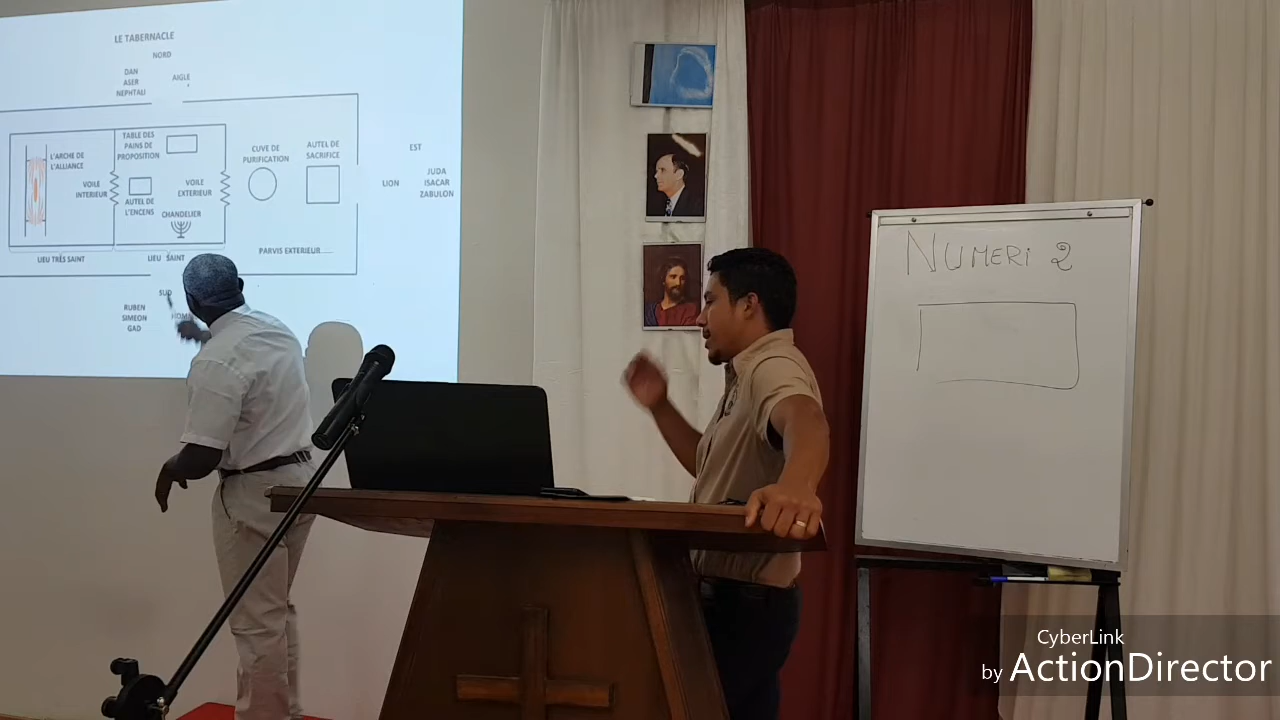 LE TABERNACLE
NORD
DAN
ASER
NEPHTALI
AIGLE
TABLE DES
PAINS DE
PROPOSITION
L'ARCHE DE
L'ALLIANCE
VOILE
INTERIEUR
AUTEL DE
L'ENCENS
VOILE
EXTERIEUR
CHANDELIER
CUVE DE
PURIFICATION
AUTEL DE
SACRIFICE
EST
LION
JUDA
ISACAR
ZABULON
PARVIS EXTERIEUR
LIEU TRÈS SAINT
LIEU SAINT
SUD
RUBEN
SIMEON
GAD
NUMERI 2
CyberLink
by ActionDirector